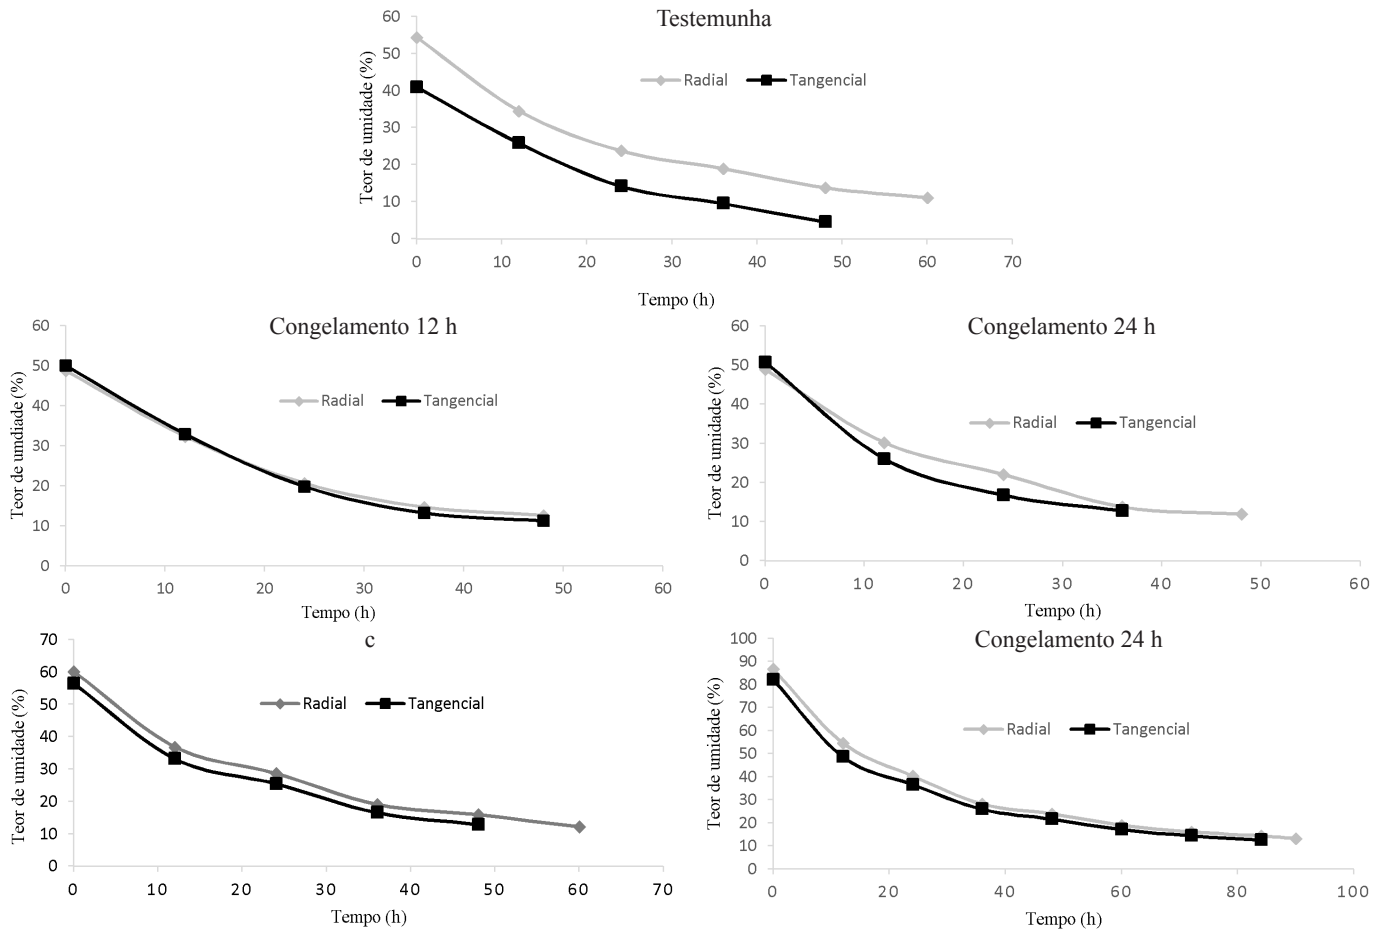 Testemunha
Teor de umidade (%)
60
50
40
30
20
10
0
Radial Tangencial
0 10 20 30 40 50 60 70
Tempo (h)
Congelamento 12 h
Teor de umdiade (%)
60
50
40
30
20
10
0
Radial Tangencial
0 10 20 30 40 50 60
Tempo (h)
Congelamento 24 h
Teor de umidade (%)
60
50
40
30
20
10
0
Radial Tangencial
0 10 20 30 40 50 60
Tempo (h)
c
Teor de umidade (%)
70
60
50
40
30
20
10
0
Radial Tangencial
0 10 20 30 40 50 60 70
Tempo (h)
Congelamento 24 h
Teor de umidade (%)
100
90
80
70
60
50
40
30
20
10
0
Radial Tangencial
0 20 40 60 80 100
Tempo (h)